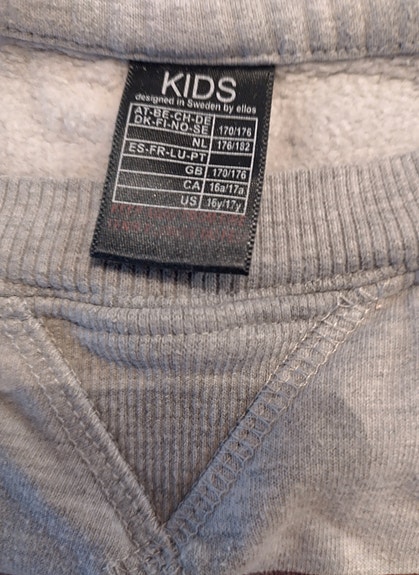 KIDS
designed in Sweden by ellos
AT-BE-CH-DE
DK-FI-NO-SE 170/176
NL 176/182
ES-FR-LU-PT
GB 170/176
CA 16a/17a
US 16y/17y